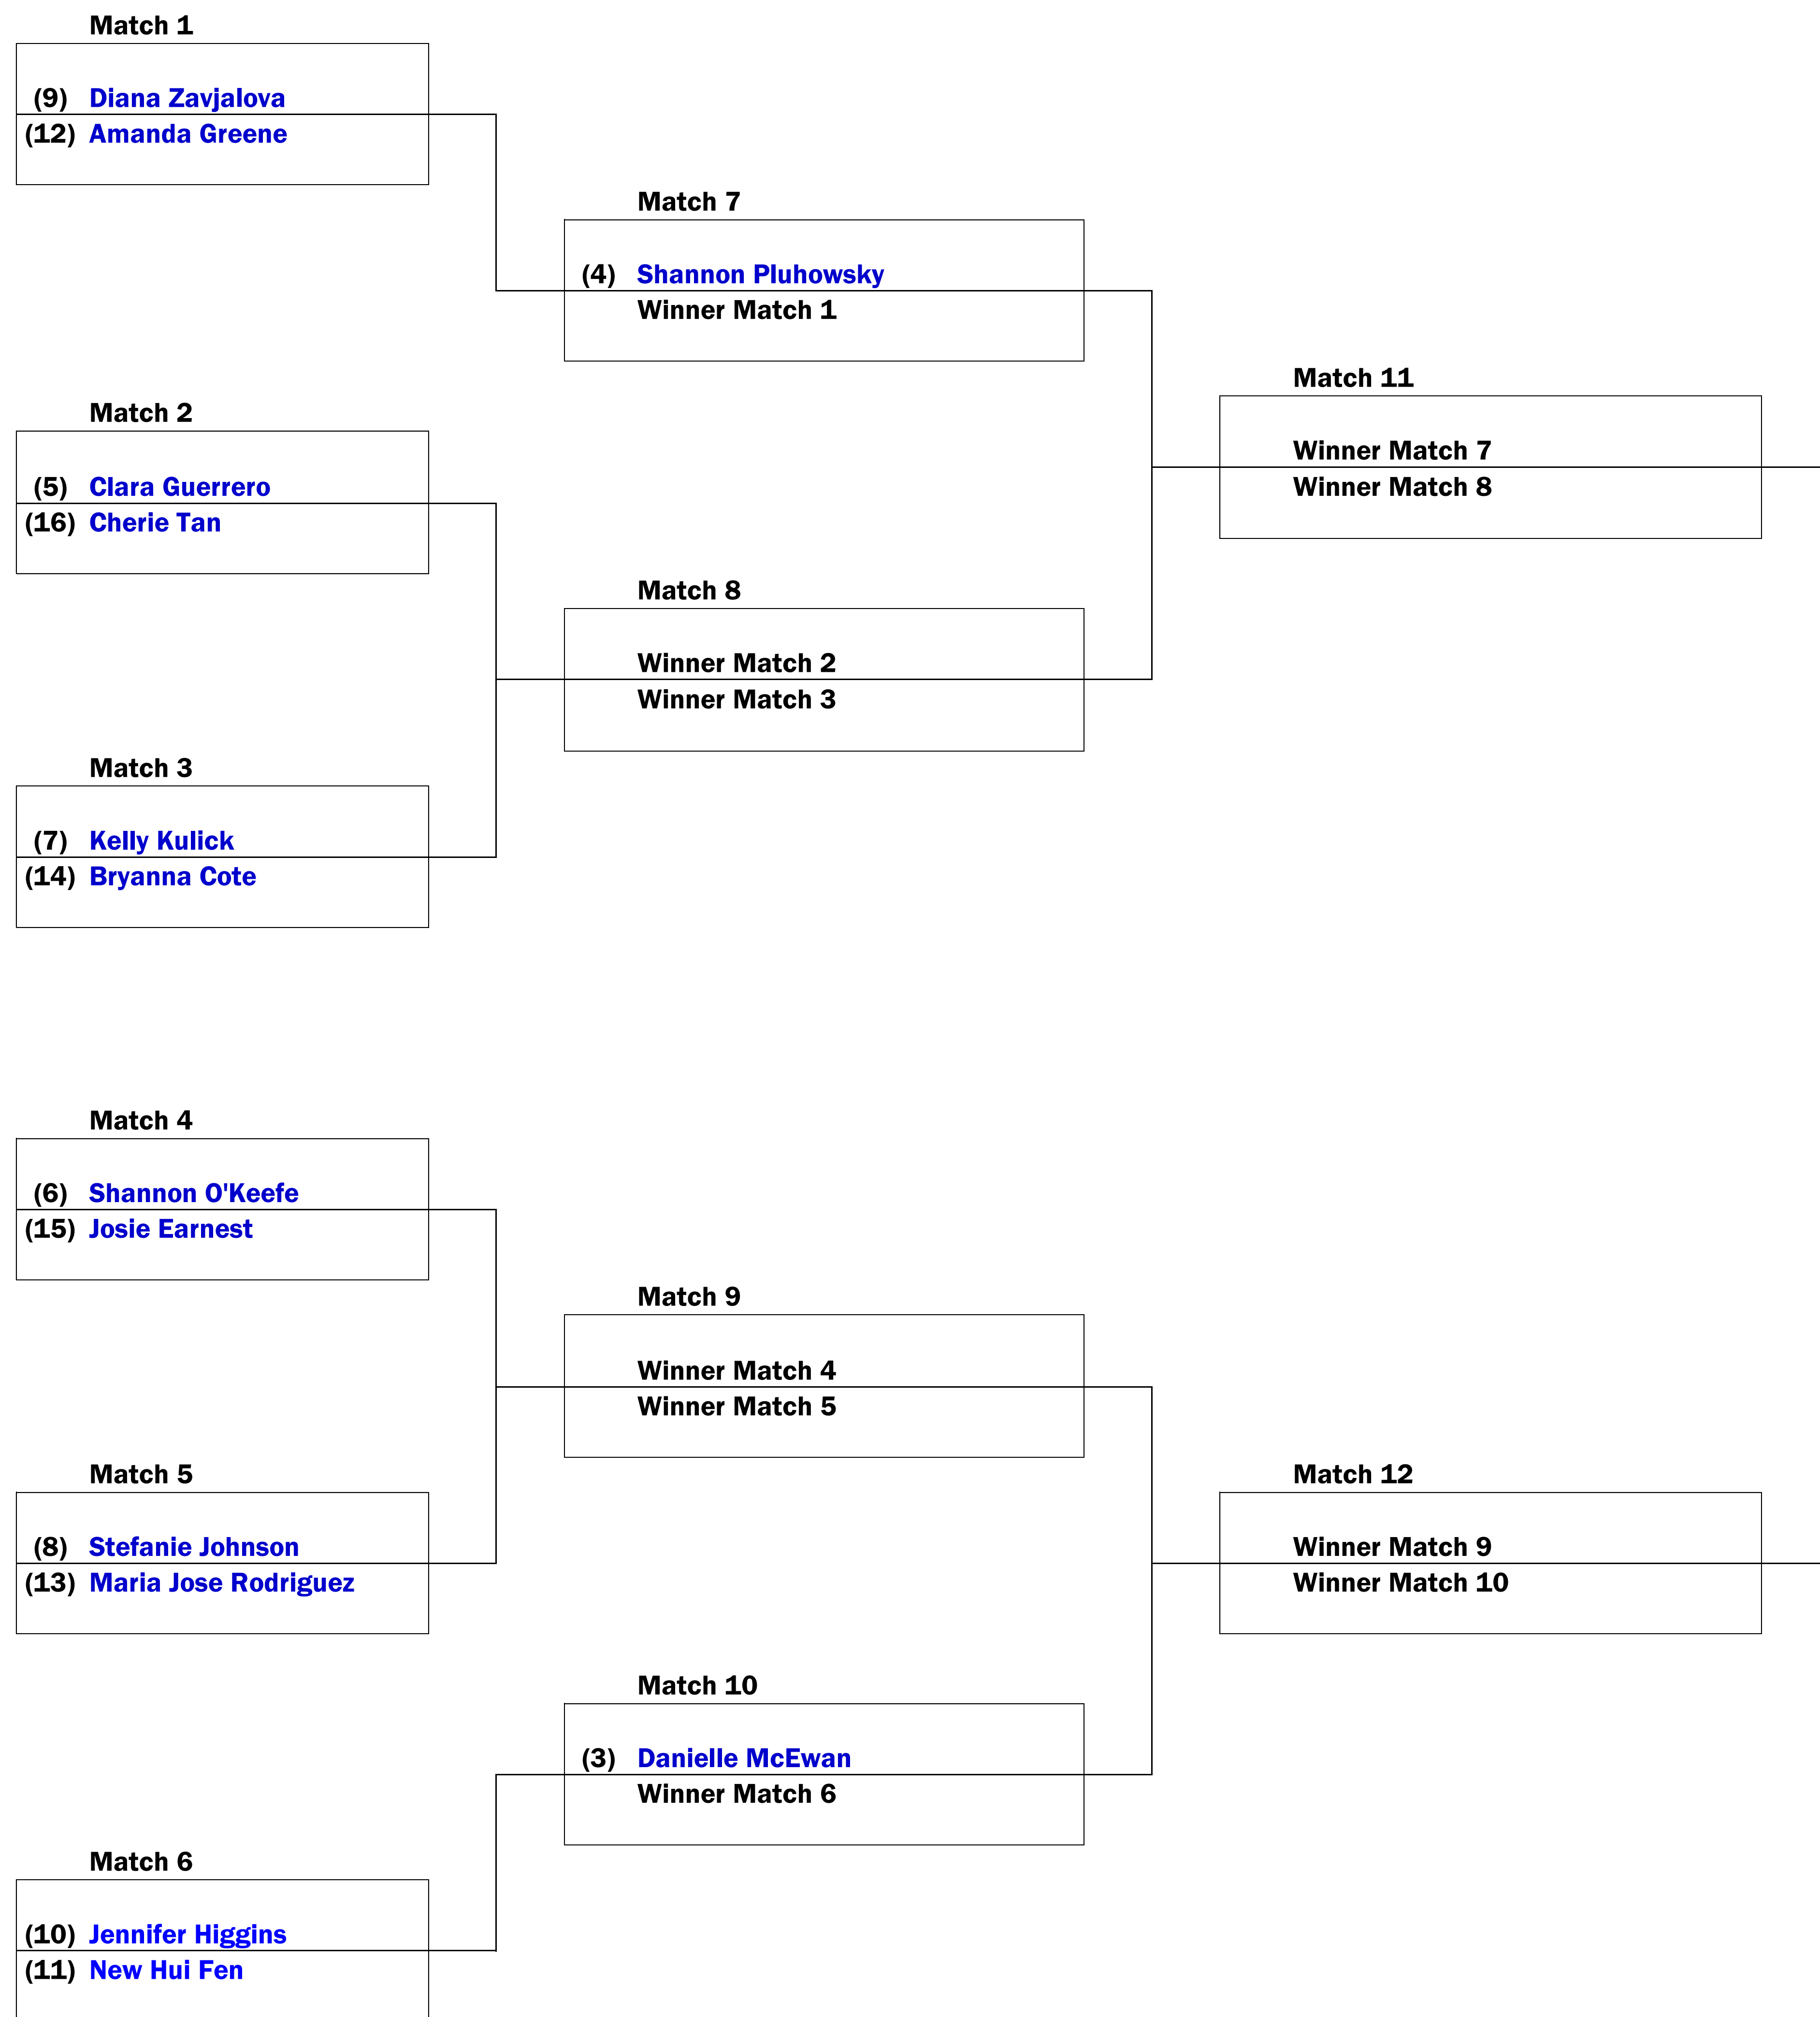 Match 1
(9) Diana Zavjalova
(12) Amanda Greene
Match 7
(4) Shannon Pluhowsky
Winner Match 1
Match 11
Winner Match 7
Winner Match 8
Match 2
(5) Clara Guerrero
(16) Cherie Tan
Match 8
Winner Match 2
Winner Match 3
Match 3
(7) Kelly Kulick
(14) Bryanna Cote
Match 4
(6) Shannon O'Keefe
(15) Josie Earnest
Match 9
Winner Match 4
Winner Match 5
Match 5
(8) Stefanie Johnson
(13) Maria Jose Rodriguez
Match 12
Winner Match 9
Winner Match 10
Match 10
(3) Danielle McEwan
Winner Match 6
Match 6
(10) Jennifer Higgins
(11) New Hui Fen